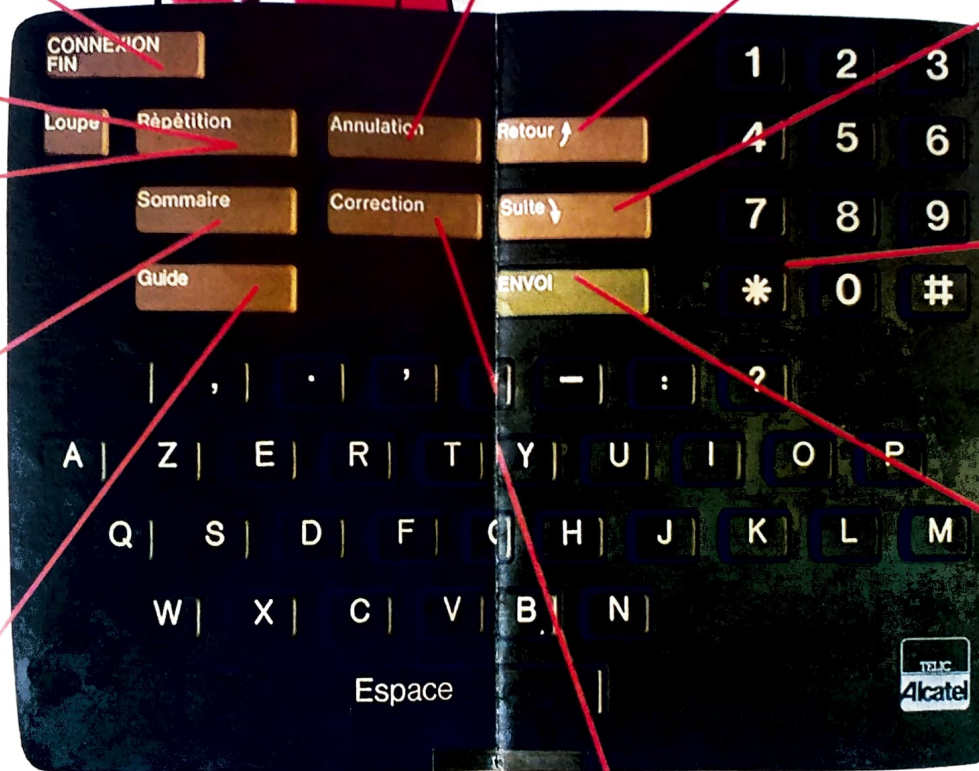 CONNEXION
FIN
1 2 3
Loupe Rèpètition Annulation Retour 4 5 6
Sommaire Correction Suite 7 8 9
Guide ENVOI * 0 #
, . ' – : ?
A Z E R T Y U I O P
Q S D F H J K L M
W X C V B N
Espace
TELIC
Alcatel